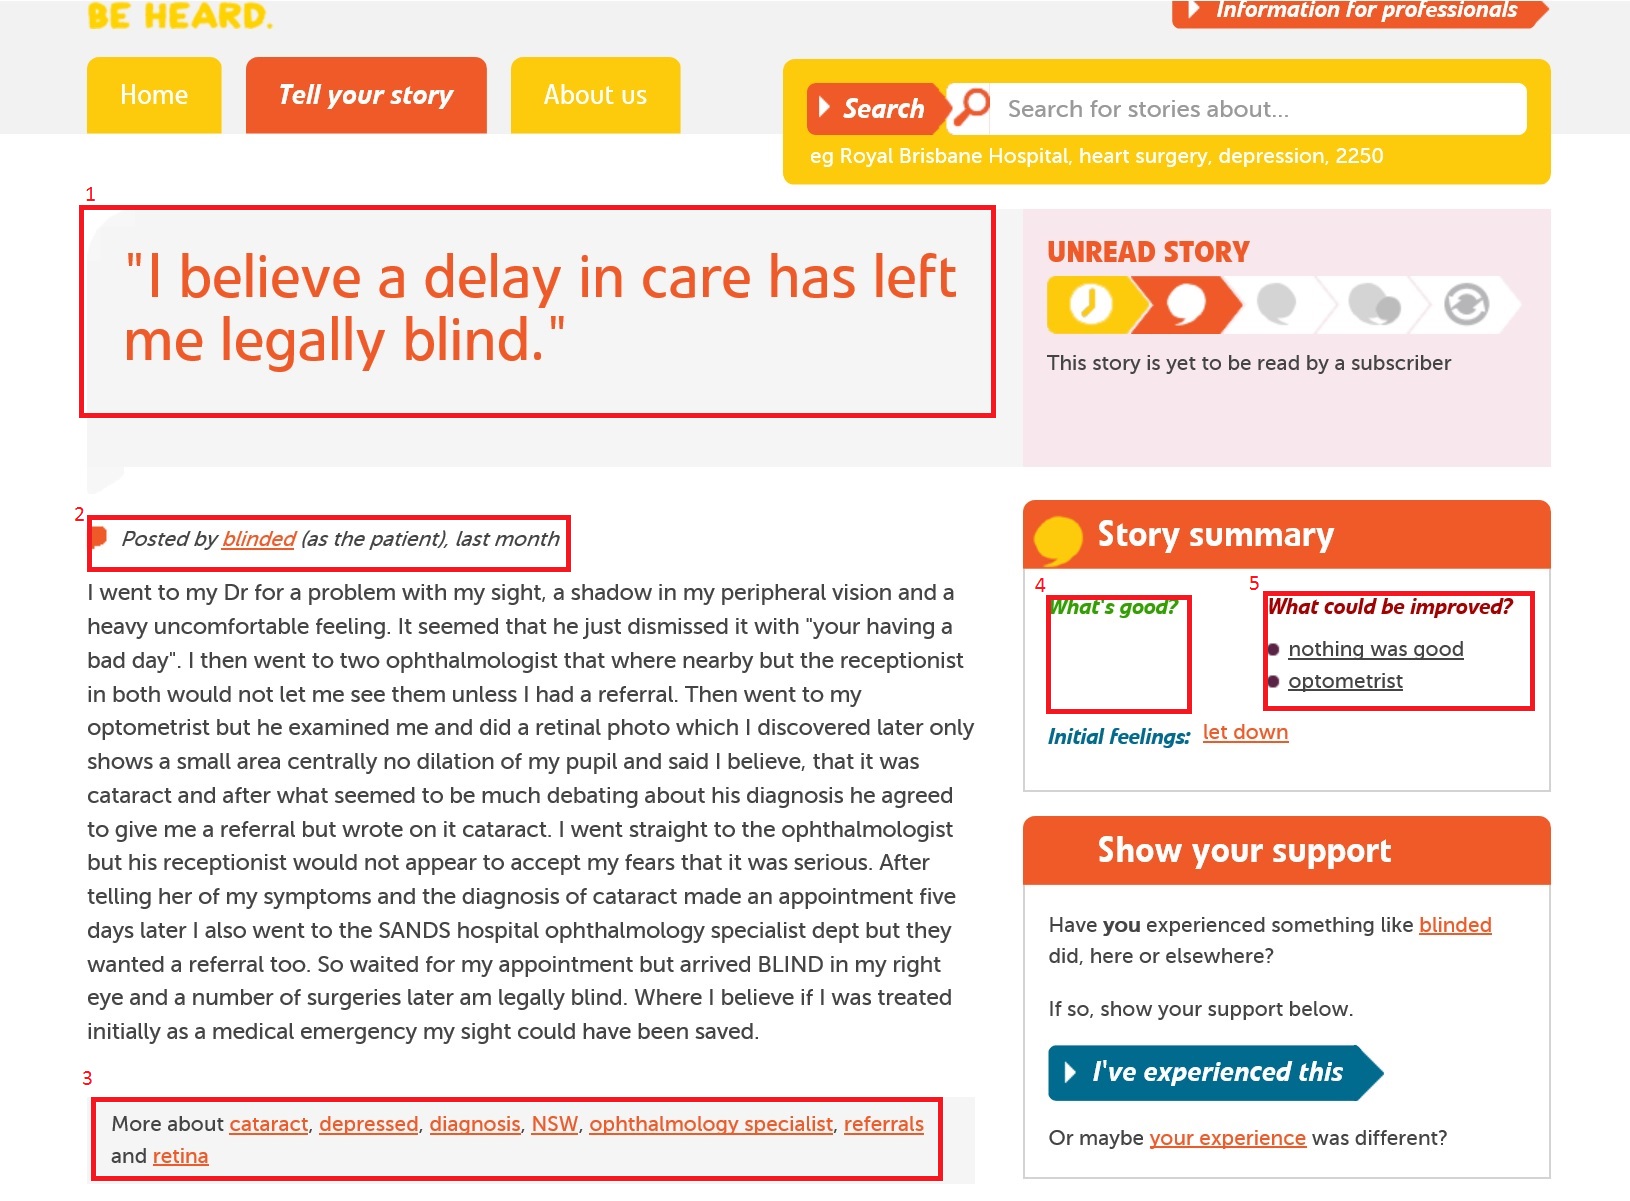 BE HEARD.
Information for professionals
Home
Tell your story
About us
Search
Search for stories about...
eg Royal Brisbane Hospital, heart surgery, depression, 2250
1
"I believe a delay in care has left
me legally blind."
UNREAD STORY
This story is yet to be read by a subscriber
2
Posted by blinded (as the patient), last month
I went to my Dr for a problem with my sight, a shadow in my peripheral vision and a
heavy uncomfortable feeling. It seemed that he just dismissed it with "your having a
bad day". I then went to two ophthalmologist that where nearby but the receptionist
in both would not let me see them unless I had a referral. Then went to my
optometrist but he examined me and did a retinal photo which I discovered later only
shows a small area centrally no dilation of my pupil and said I believe, that it was
cataract and after what seemed to be much debating about his diagnosis he agreed
to give me a referral but wrote on it cataract. I went straight to the ophthalmologist
but his receptionist would not appear to accept my fears that it was serious. After
telling her of my symptoms and the diagnosis of cataract made an appointment five
days later I also went to the SANDS hospital ophthalmology specialist dept but they
wanted a referral too. So waited for my appointment but arrived BLIND in my right
eye and a number of surgeries later am legally blind. Where I believe if I was treated
initially as a medical emergency my sight could have been saved.
3
More about cataract, depressed, diagnosis, NSW, ophthalmology specialist, referrals
and retina
Story summary
4
What's good?
5
What could be improved?
nothing was good
optometrist
Initial feelings: let down
Show your support
Have you experienced something like blinded
did, here or elsewhere?
If so, show your support below.
I've experienced this
Or maybe your experience was different?